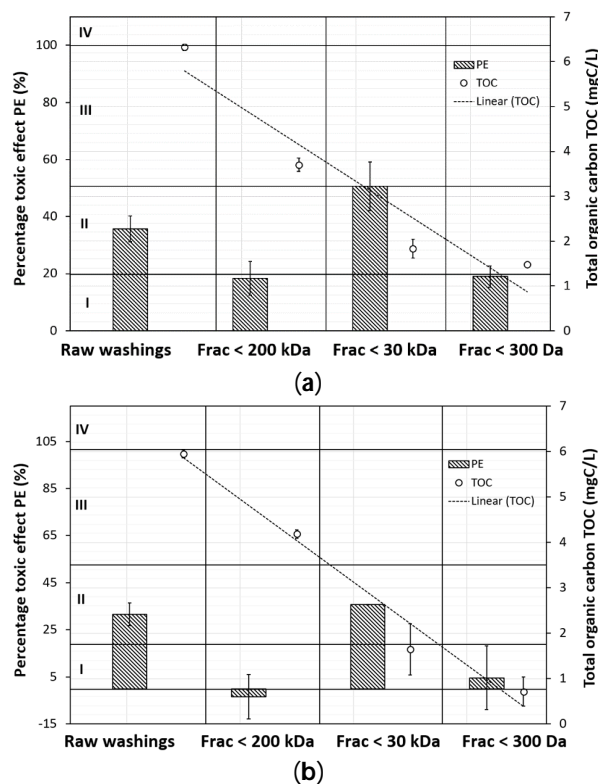 Percentage toxic effect PE (%)
100
80
60
40
20
0
IV
III
II
I
PE
TOC
Linear (TOC)
7
6
5
4
3
2
1
0
Total organic carbon TOC (mgC/L)
Raw washings Frac < 200 kDa Frac < 30 kDa Frac < 300 Da
(a)
Percentage toxic effect PE (%)
105
85
65
45
25
5
-15
IV
III
II
I
PE
TOC
Linear (TOC)
7
6
5
4
3
2
1
0
Total organic carbon TOC (mgC/L)
Raw washings Frac < 200 kDa Frac < 30 kDa Frac < 300 Da
(b)